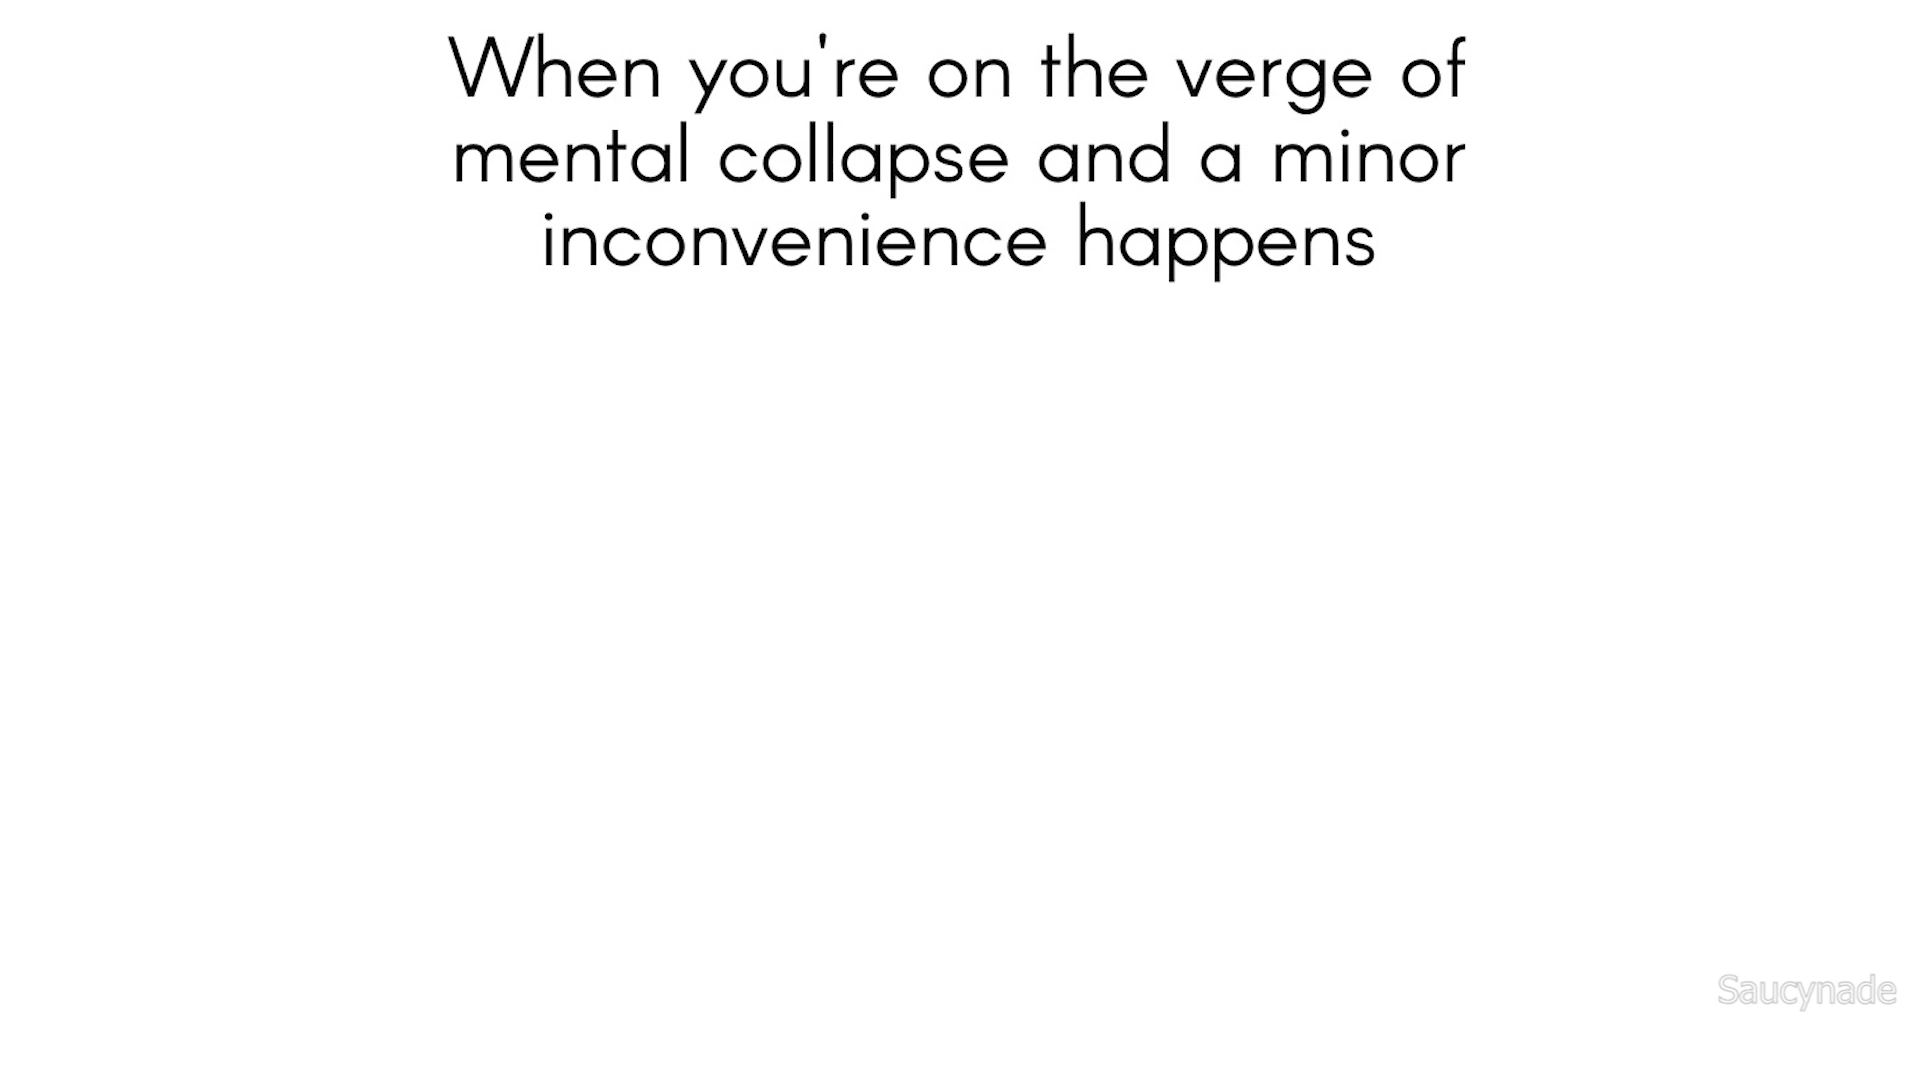 When you're on the verge of
mental collapse and a minor
inconvenience happens
Saucynade